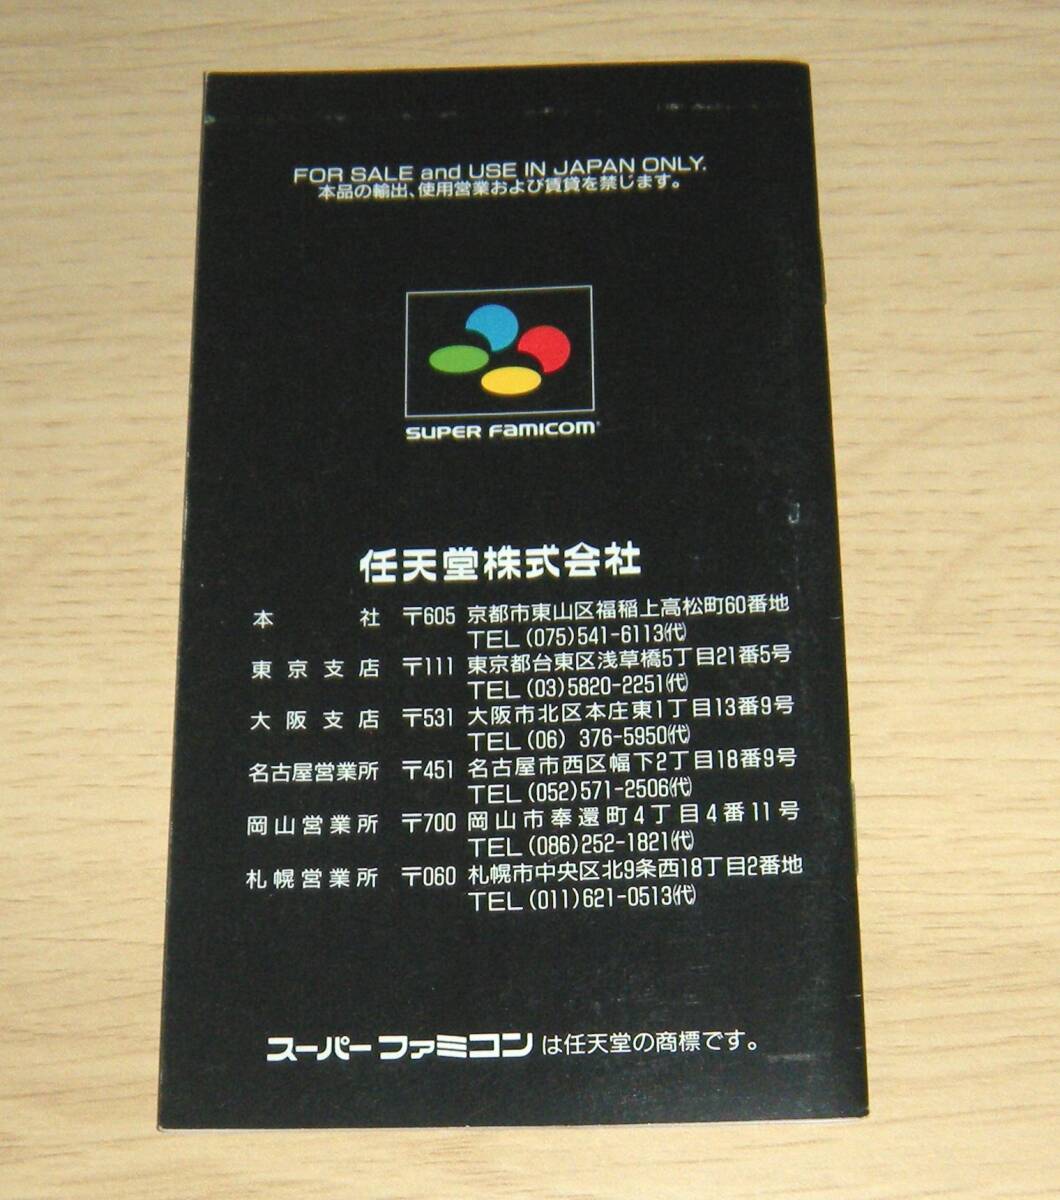 FOR SALE and USE IN JAPAN ONLY.
本品の輸出、使用営業および賃貸を禁じます。
SUPER FAMICOM
任天堂株式会社
本 社 〒605 京都市東山区福稲上高松町60番地
TEL (075)541-6113㈹
東京支店 〒111 東京都台東区浅草橋5丁目21番5号
TEL (03)5820-2251㈹
大阪支店 〒531 大阪市北区本庄東1丁目13番9号
TEL (06) 376-5950㈹
名古屋営業所 〒451 名古屋市西区幅下2丁目18番9号
TEL (052)571-2506㈹
岡山営業所 〒700 岡山市奉還町4丁目4番11号
TEL (086)252-1821㈹
札幌営業所 〒060 札幌市中央区北9条西18丁目2番地
TEL (011)621-0513㈹
スーパーファミコンは任天堂の商標です。